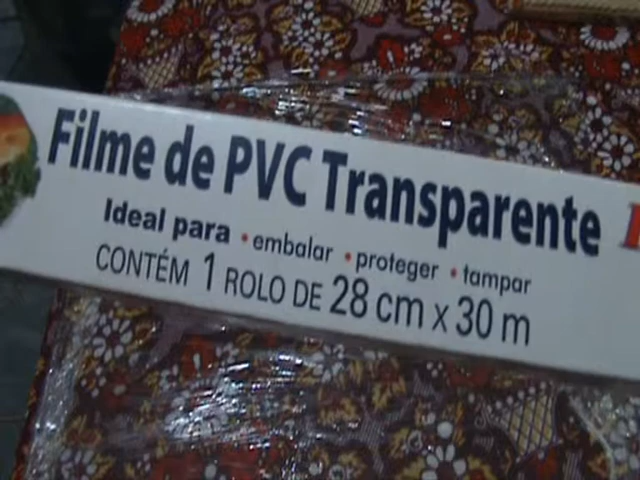 Filme de PVC Transparente
Ideal para • embalar • proteger • tampar
CONTÉM 1 ROLO DE 28 cm x 30 m